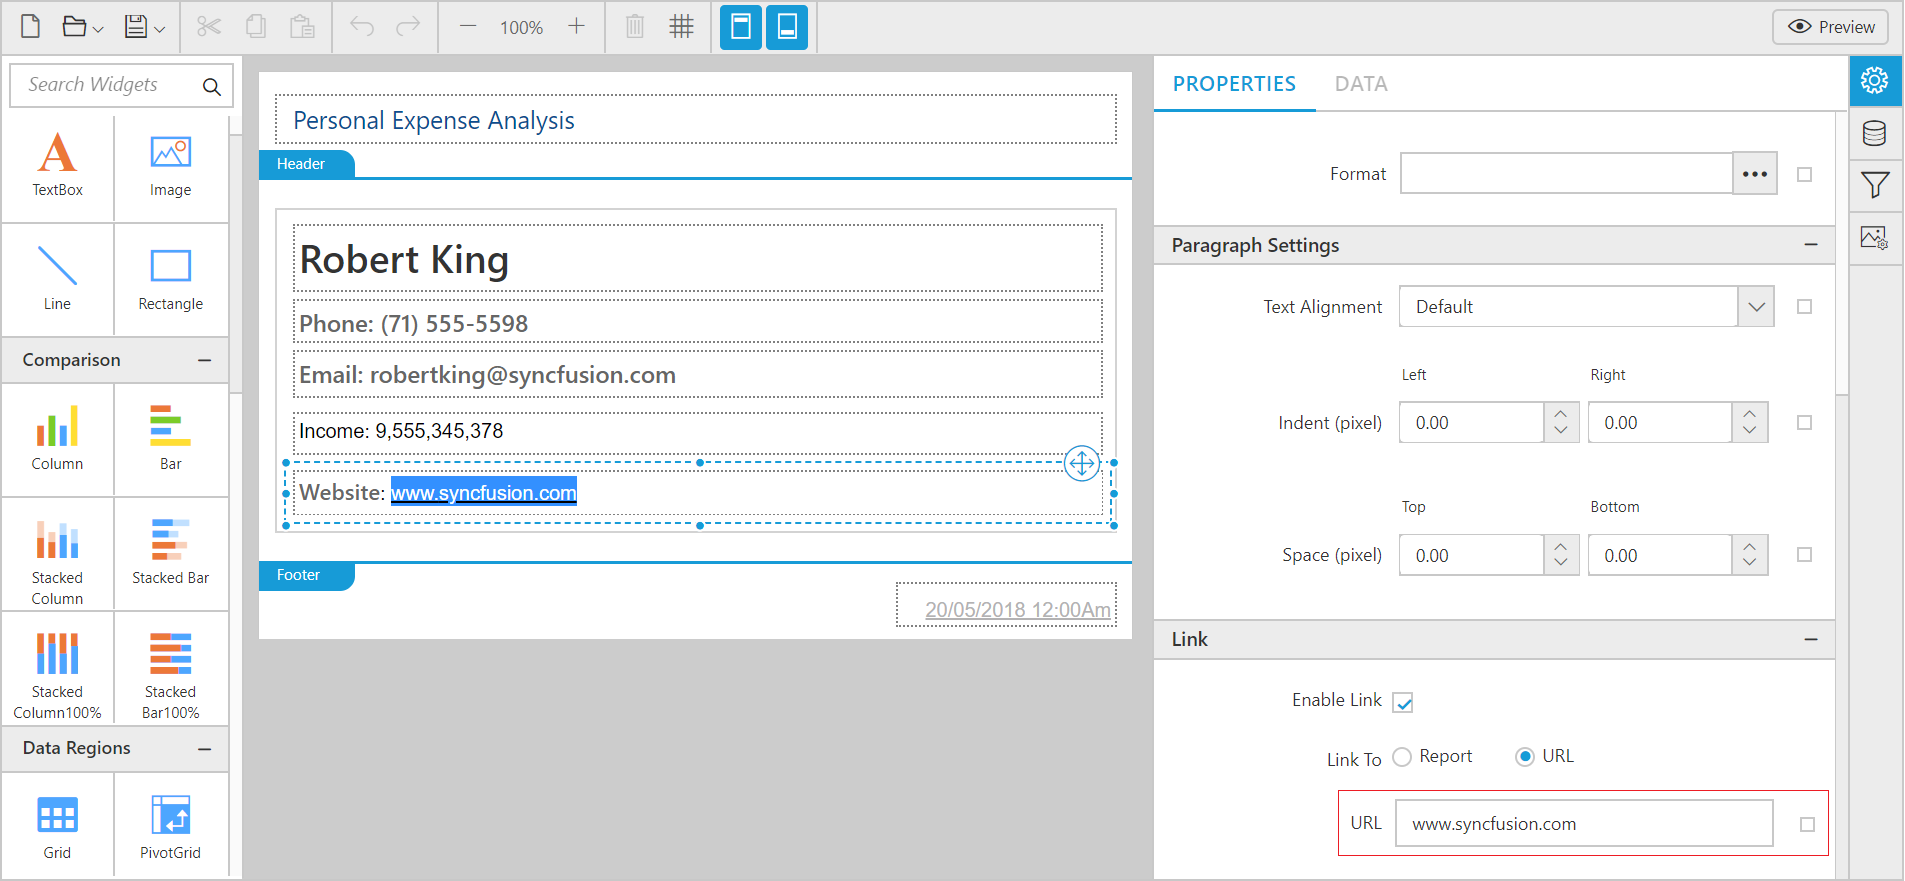 100%
Preview
Search Widgets
TextBox
Image
Line
Rectangle
Comparison
Column
Bar
Stacked
Column
Stacked Bar
Stacked
Column100%
Stacked
Bar100%
Data Regions
Grid
PivotGrid
Personal Expense Analysis
Header
Robert King
Phone: (71) 555-5598
Email: robertking@syncfusion.com
Income: 9,555,345,378
Website: www.syncfusion.com
Footer
20/05/2018 12:00Am
PROPERTIES
DATA
Format
Paragraph Settings
Text Alignment
Default
Left
Right
Indent (pixel)
0.00
0.00
Top
Bottom
Space (pixel)
0.00
0.00
Link
Enable Link
Link To
Report
URL
URL
www.syncfusion.com